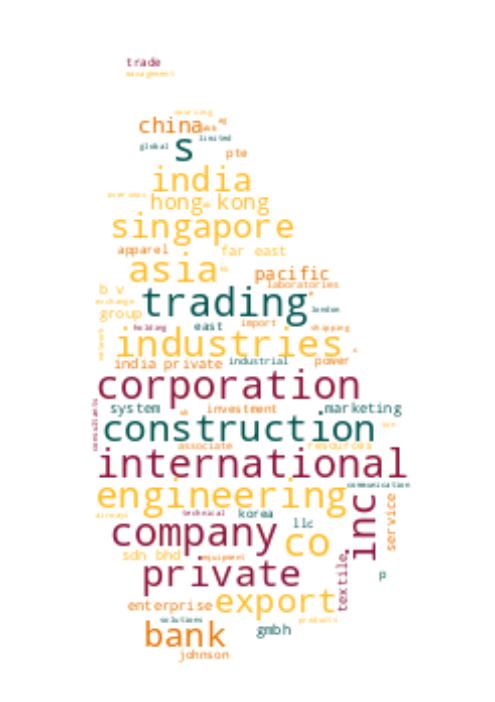 trade
management
sourcing
china
global
s
limited
pte
india
overseas
hong kong
singapore
apparel
far east
asia
pacific
b v
laboratories
exchange
trading
group
london
holding
east
import
shipping
network
industries
india private
industrial
power
corporation
consultants
system
investment
marketing
construction
associate
resources
international
communication
engineering
inc
service
airways
technical
korea
company
llc
co
sdn bhd
equipment
private
textile
p
enterprise
export
solutions
products
bank
gmbh
johnson